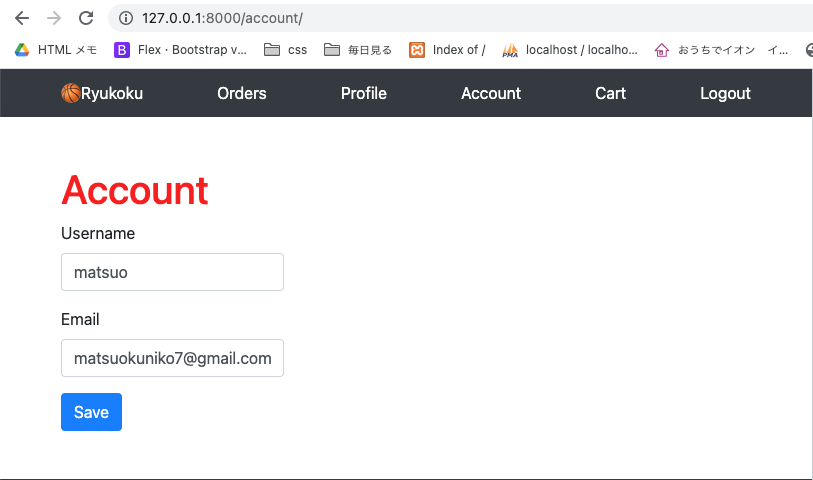 127.0.0.1:8000/account/
HTML メモ Flex · Bootstrap v... css 毎日見る Index of / localhost / localho... おうちでイオン イ...
Ryukoku Orders Profile Account Cart Logout
Account
Username
matsuo
Email
matsuokuniko7@gmail.com
Save